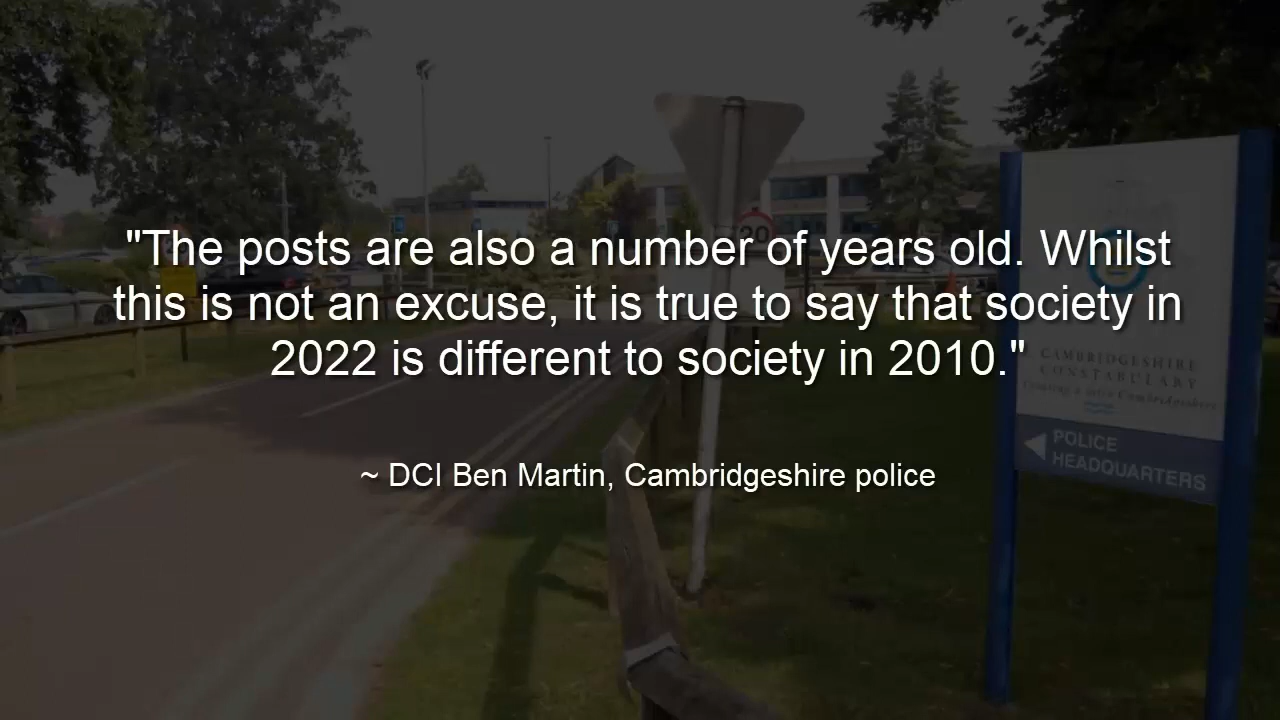 "The posts are also a number of years old. Whilst
this is not an excuse, it is true to say that society in
2022 is different to society in 2010."
~ DCI Ben Martin, Cambridgeshire police
20
CAMBRIDGESHIRE
CONSTABULARY
Cambridgeshire
POLICE
HEADQUARTERS